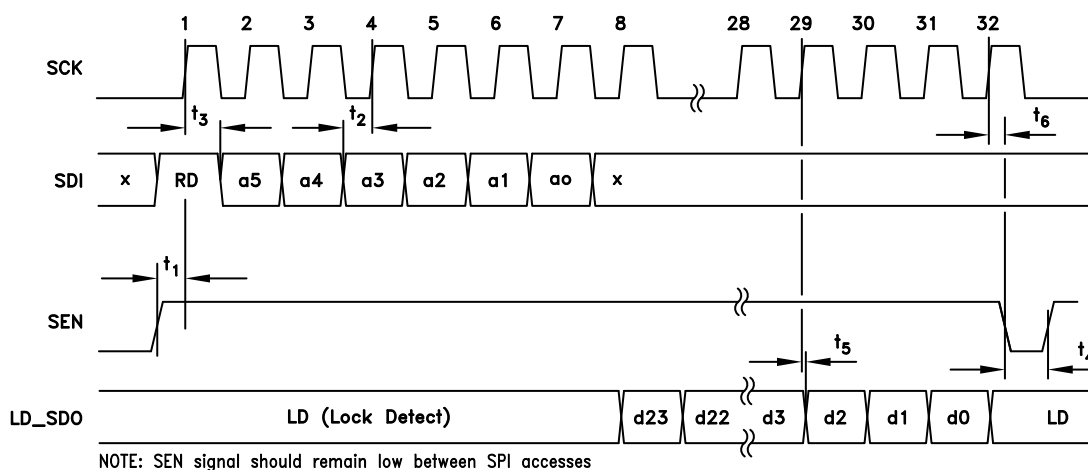 1 2 3 4 5 6 7 8 28 29 30 31 32
SCK
t3 t2 t6
SDI x RD a5 a4 a3 a2 a1 ao x
t1
SEN
t5 t4
LD_SDO LD (Lock Detect) d23 d22 d3 d2 d1 d0 LD
NOTE: SEN signal should remain low between SPI accesses